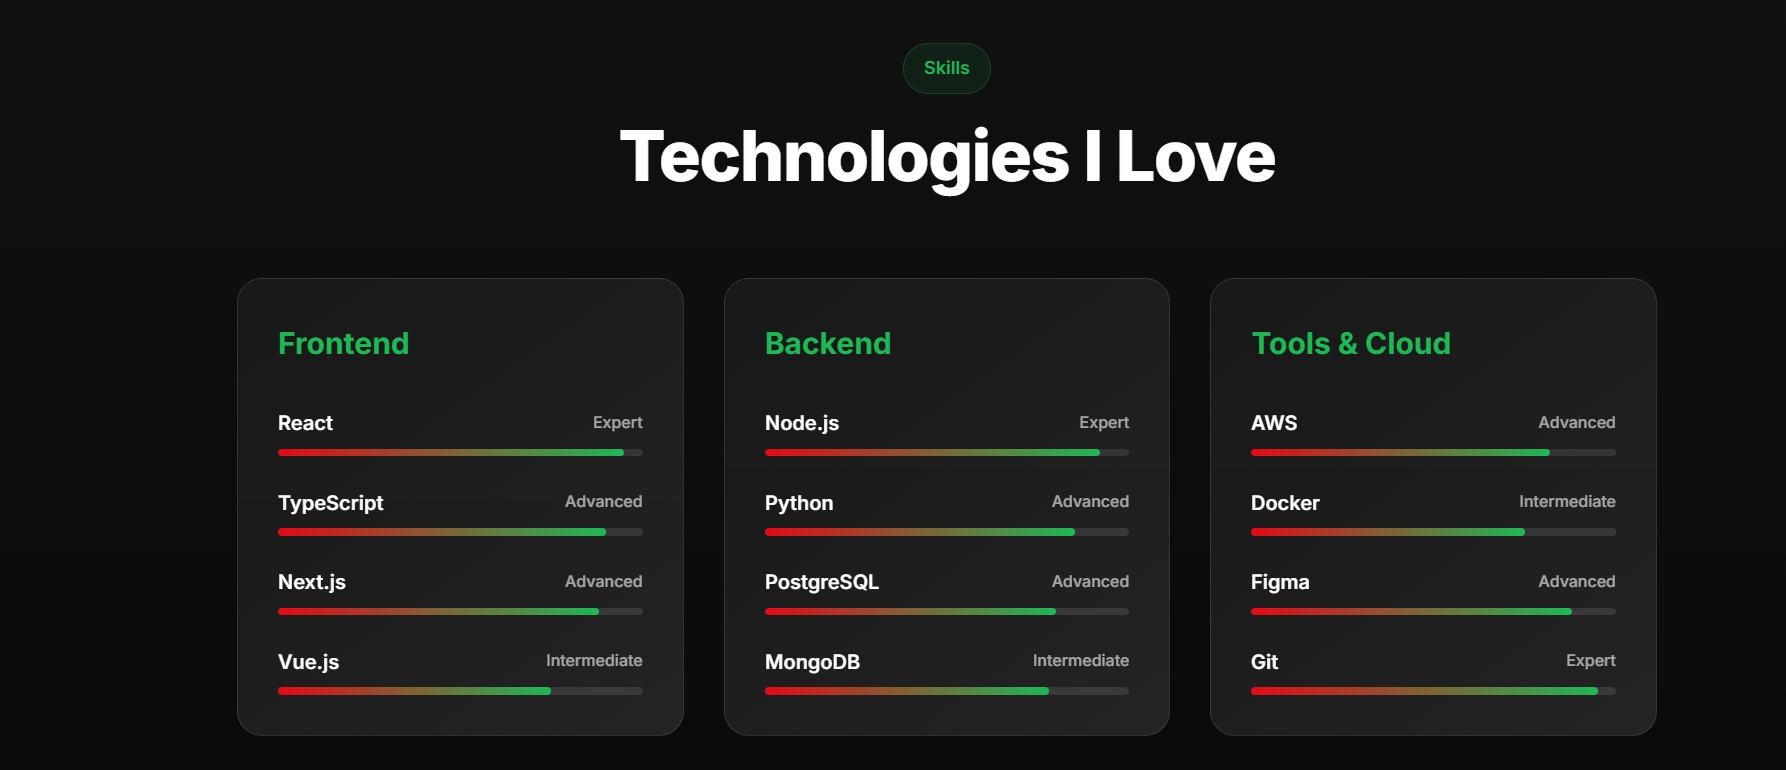 Skills
Technologies I Love
Frontend
React Expert
TypeScript Advanced
Next.js Advanced
Vue.js Intermediate
Backend
Node.js Expert
Python Advanced
PostgreSQL Advanced
MongoDB Intermediate
Tools & Cloud
AWS Advanced
Docker Intermediate
Figma Advanced
Git Expert